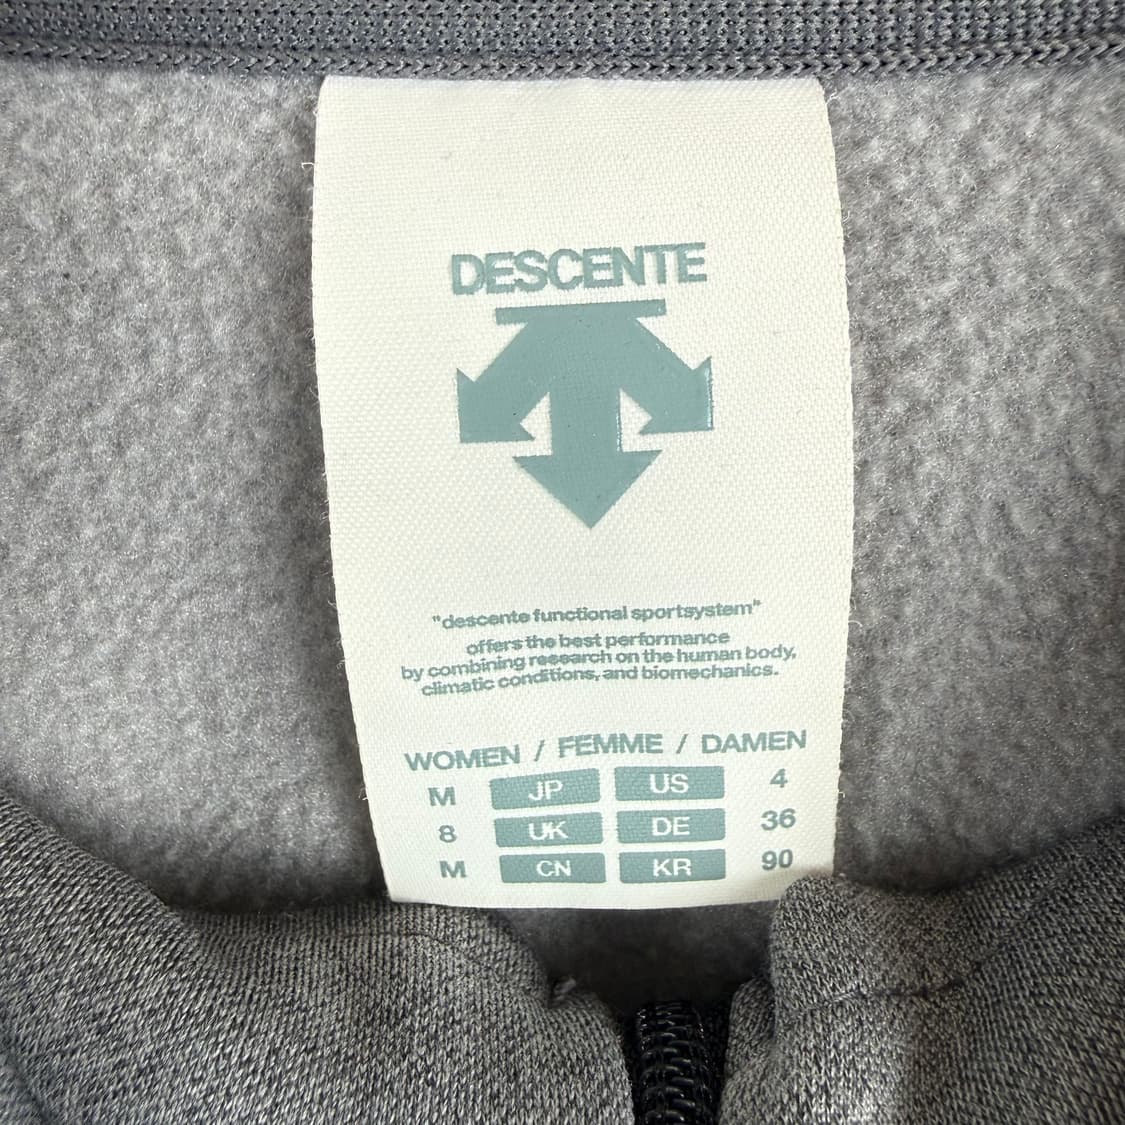 DESCENTE
"descente functional sportsystem"
offers the best performance
by combining research on the human body,
climatic conditions, and biomechanics.
WOMEN / FEMME / DAMEN
M JP US 4
8 UK DE 36
M CN KR 90